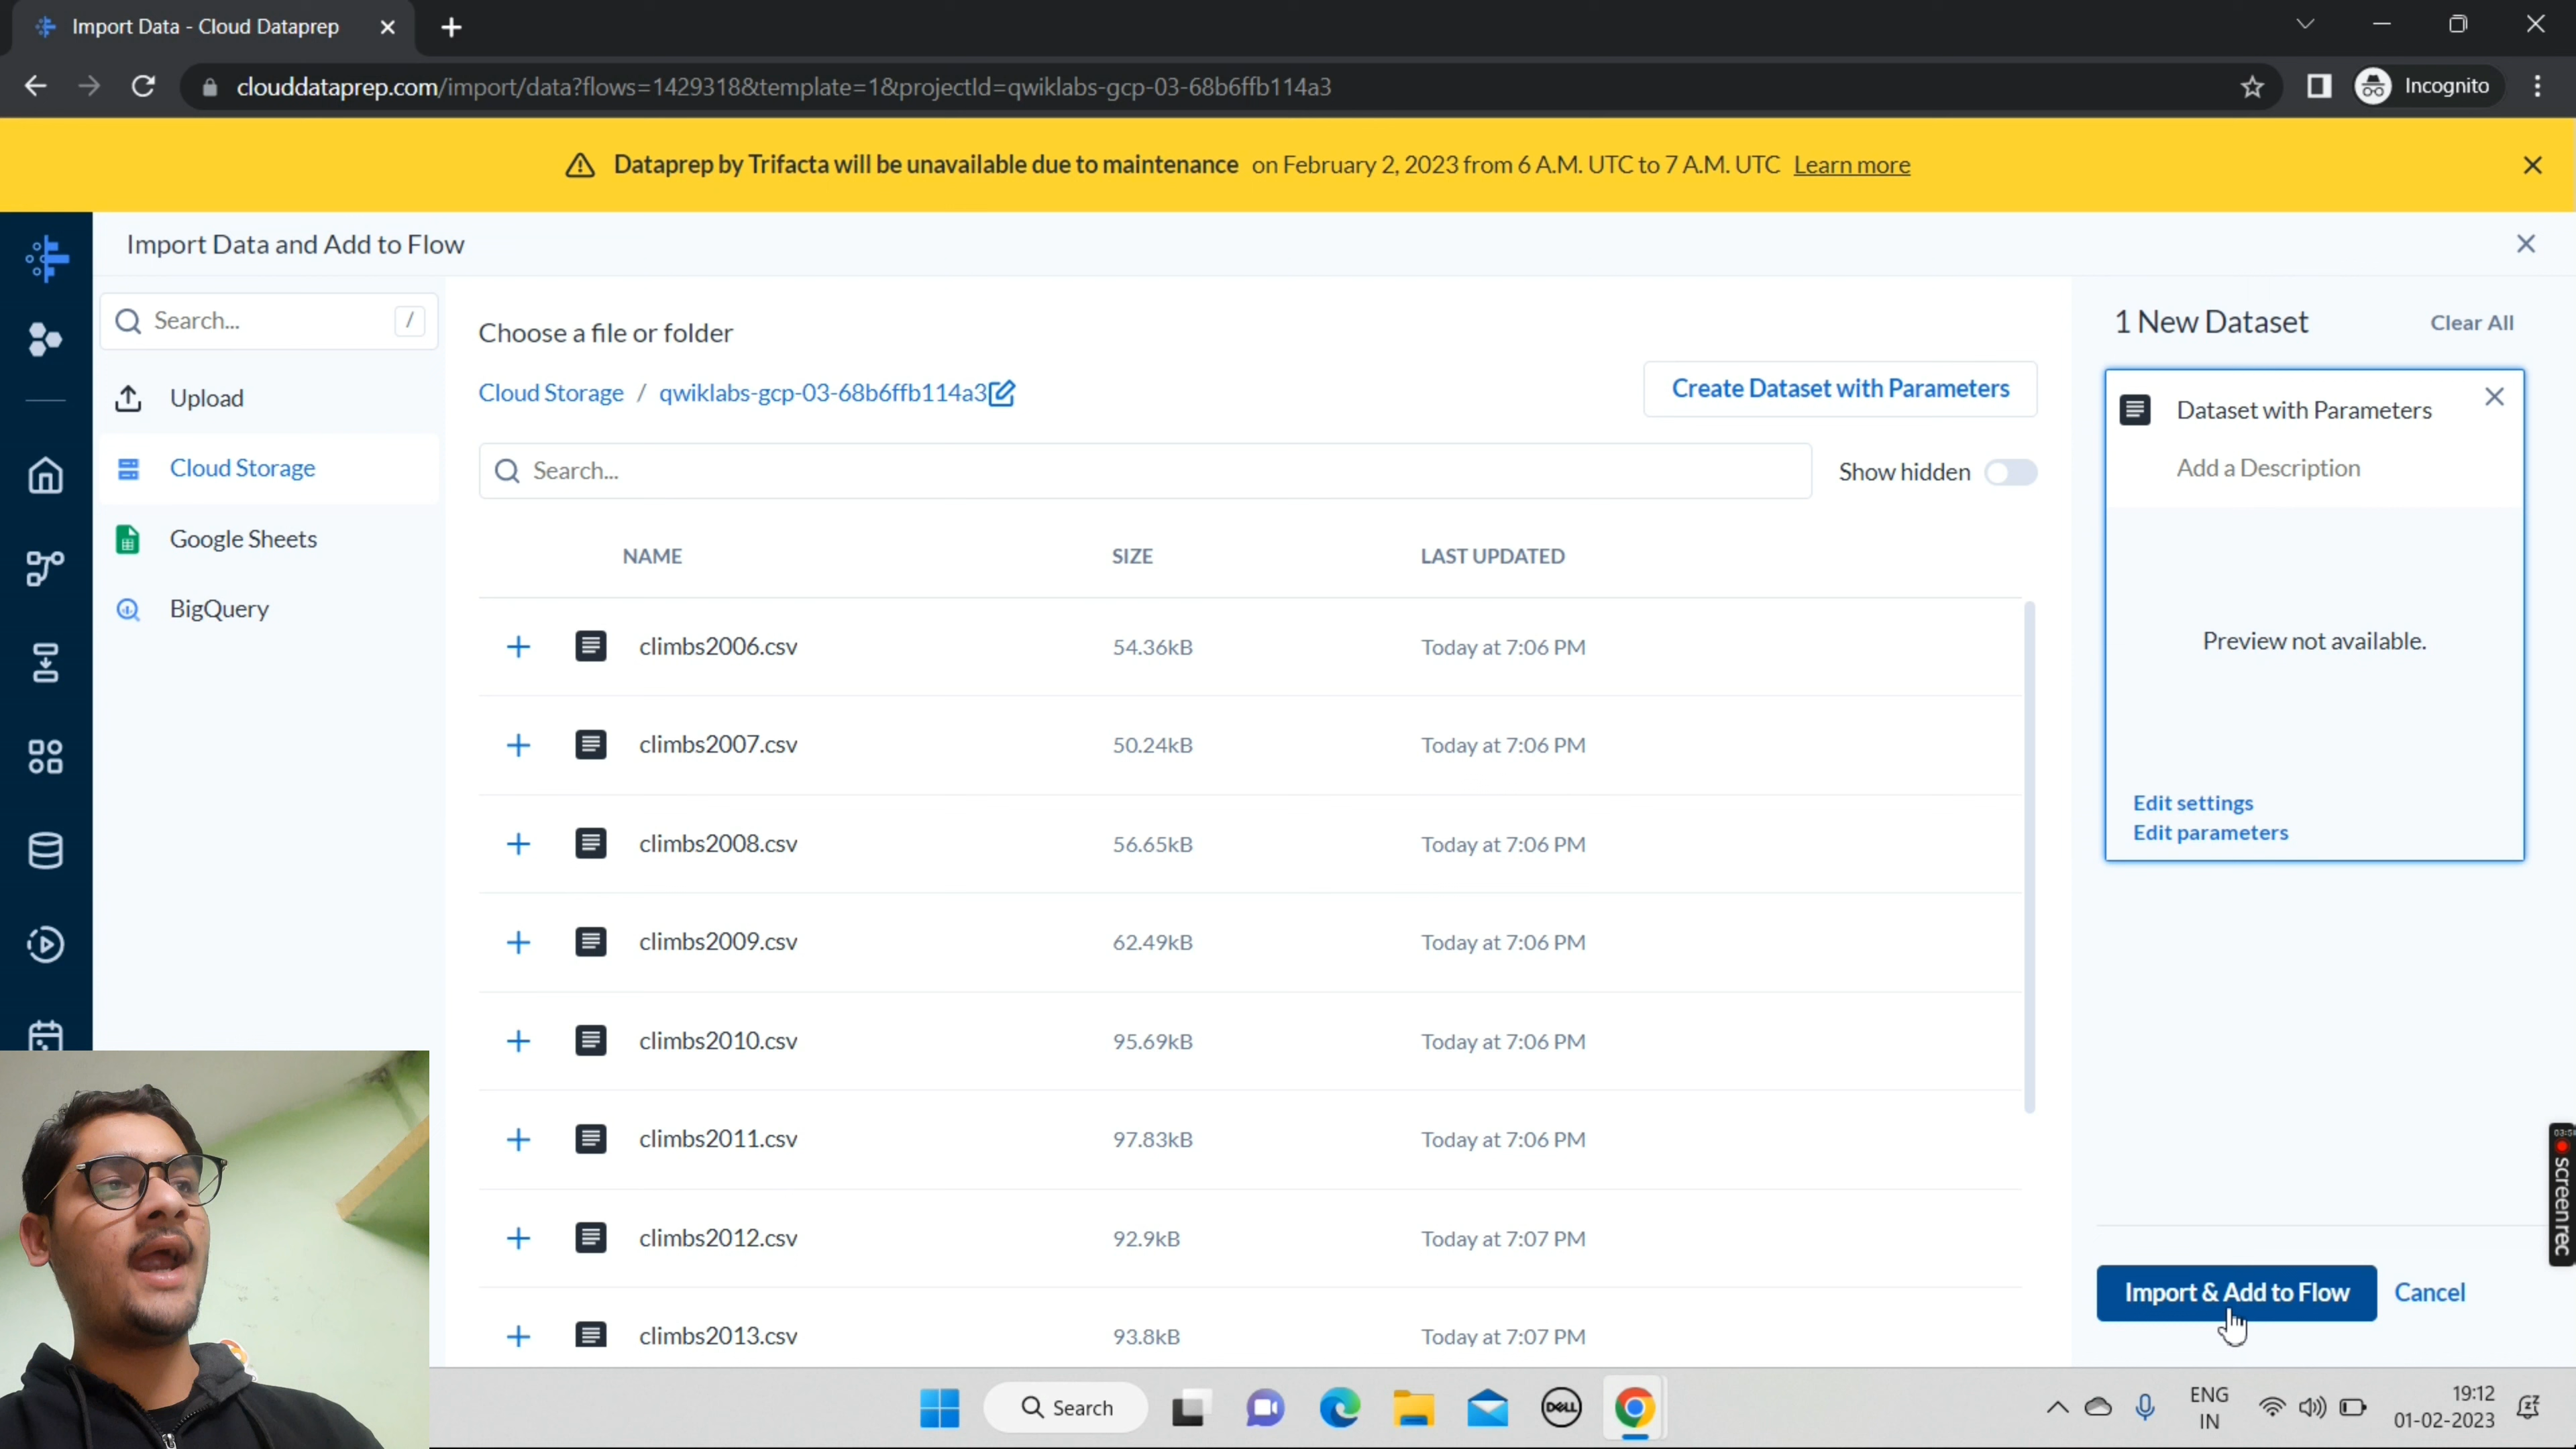 Import Data - Cloud Dataprep
clouddataprep.com/import/data?flows=1429318&template=1&projectId=qwiklabs-gcp-03-68b6ffb114a3
Incognito
Dataprep by Trifacta will be unavailable due to maintenance on February 2, 2023 from 6 A.M. UTC to 7 A.M. UTC Learn more
Import Data and Add to Flow
Search... /
Upload
Cloud Storage
Google Sheets
BigQuery
Choose a file or folder
Cloud Storage / qwiklabs-gcp-03-68b6ffb114a3
Create Dataset with Parameters
Search...
Show hidden
NAME SIZE LAST UPDATED
climbs2006.csv 54.36kB Today at 7:06 PM
climbs2007.csv 50.24kB Today at 7:06 PM
climbs2008.csv 56.65kB Today at 7:06 PM
climbs2009.csv 62.49kB Today at 7:06 PM
climbs2010.csv 95.69kB Today at 7:06 PM
climbs2011.csv 97.83kB Today at 7:06 PM
climbs2012.csv 92.9kB Today at 7:07 PM
climbs2013.csv 93.8kB Today at 7:07 PM
1 New Dataset Clear All
Dataset with Parameters
Add a Description
Preview not available.
Edit settings
Edit parameters
Import & Add to Flow Cancel
screenrec
Search
DELL
ENG
IN
19:12
01-02-2023